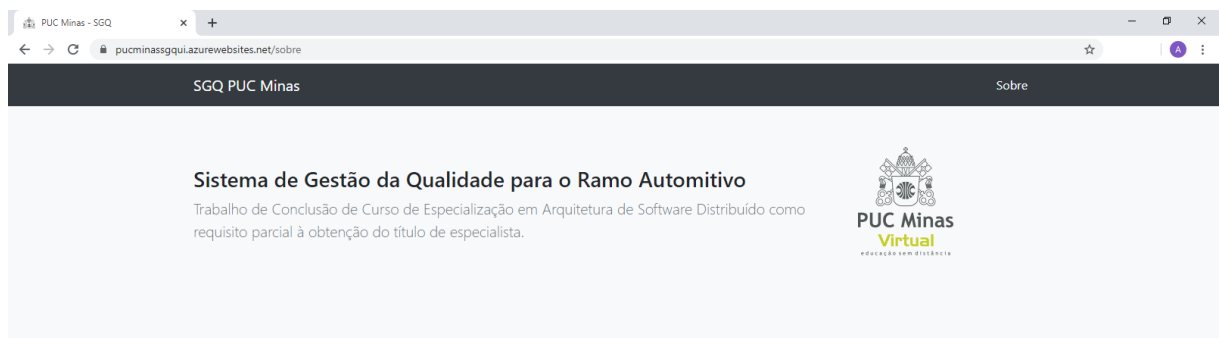 PUC Minas - SGQ
pucminassgqui.azurewebsites.net/sobre
A
SGQ PUC Minas
Sobre
Sistema de Gestão da Qualidade para o Ramo Automitivo
Trabalho de Conclusão de Curso de Especialização em Arquitetura de Software Distribuído como
requisito parcial à obtenção do título de especialista.
PUC Minas
Virtual
educação sem distância